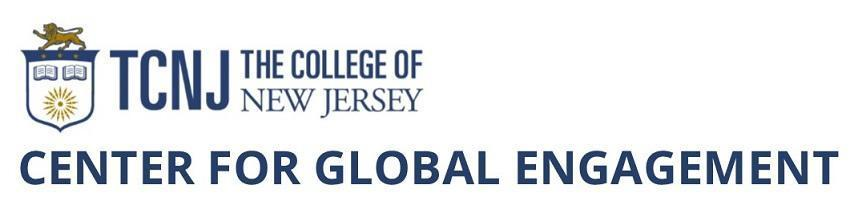 TCNJ THE COLLEGE OF
NEW JERSEY
CENTER FOR GLOBAL ENGAGEMENT